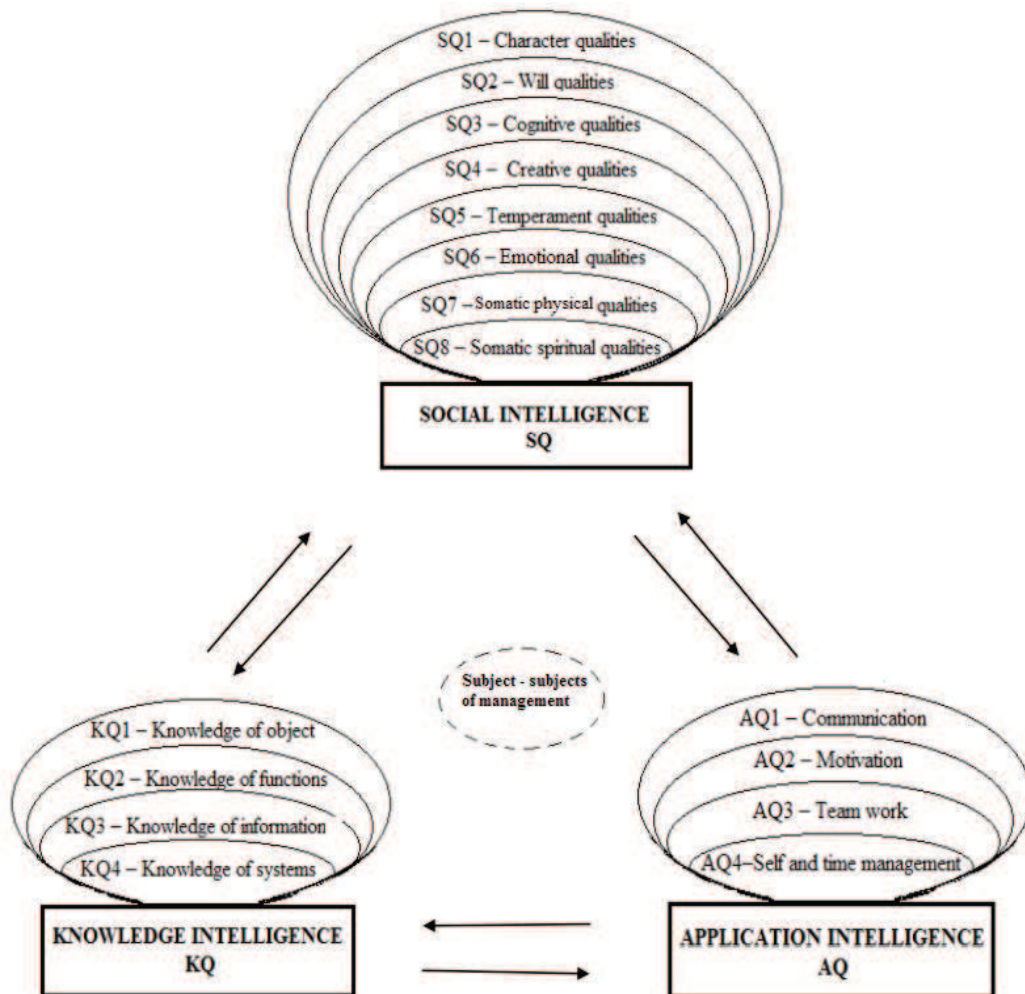 SQ1 – Character qualities
SQ2 – Will qualities
SQ3 – Cognitive qualities
SQ4 – Creative qualities
SQ5 – Temperament qualities
SQ6 – Emotional qualities
SQ7 –Somatic physical qualities
SQ8 – Somatic spiritual qualities
SOCIAL INTELLIGENCE
SQ
Subject - subjects
of management
KQ1 – Knowledge of object
KQ2 – Knowledge of functions
KQ3 – Knowledge of information
KQ4 – Knowledge of systems
KNOWLEDGE INTELLIGENCE
KQ
AQ1 – Communication
AQ2 – Motivation
AQ3 – Team work
AQ4–Self and time management
APPLICATION INTELLIGENCE
AQ